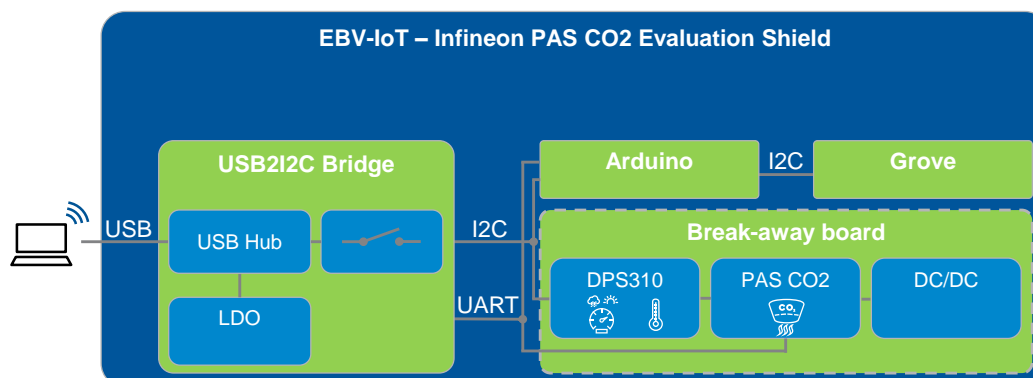 EBV-IoT – Infineon PAS CO2 Evaluation Shield
USB2I2C Bridge
Arduino
I2C
Grove
USB
USB Hub
I2C
Break-away board
DPS310
PAS CO2
DC/DC
LDO
UART
CO₂